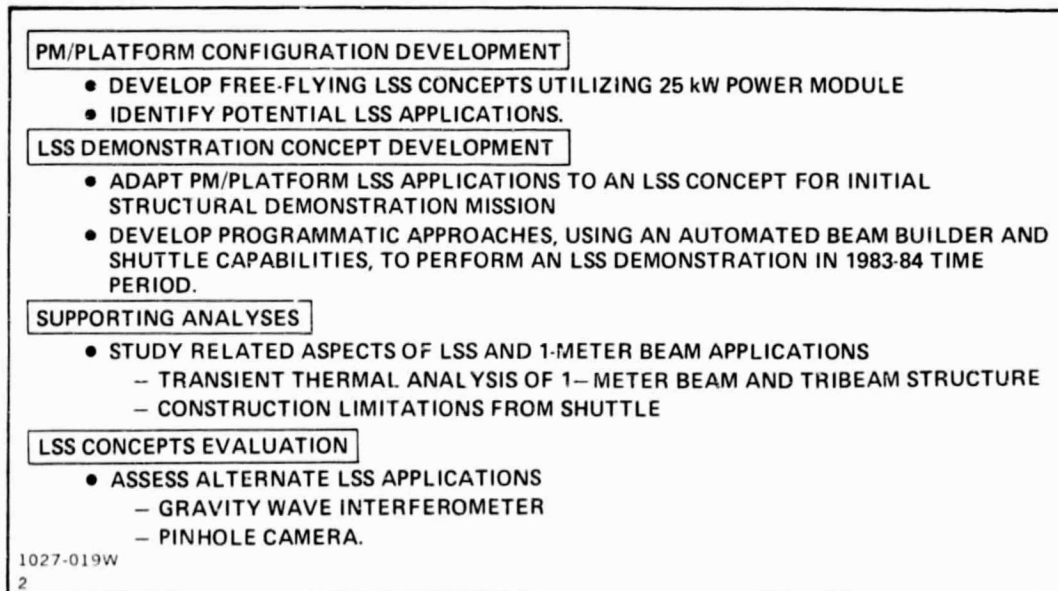 PM/PLATFORM CONFIGURATION DEVELOPMENT
• DEVELOP FREE-FLYING LSS CONCEPTS UTILIZING 25 kW POWER MODULE
• IDENTIFY POTENTIAL LSS APPLICATIONS.
LSS DEMONSTRATION CONCEPT DEVELOPMENT
• ADAPT PM/PLATFORM LSS APPLICATIONS TO AN LSS CONCEPT FOR INITIAL
STRUCTURAL DEMONSTRATION MISSION
• DEVELOP PROGRAMMATIC APPROACHES, USING AN AUTOMATED BEAM BUILDER AND
SHUTTLE CAPABILITIES, TO PERFORM AN LSS DEMONSTRATION IN 1983-84 TIME
PERIOD.
SUPPORTING ANALYSES
• STUDY RELATED ASPECTS OF LSS AND 1-METER BEAM APPLICATIONS
– TRANSIENT THERMAL ANALYSIS OF 1– METER BEAM AND TRIBEAM STRUCTURE
– CONSTRUCTION LIMITATIONS FROM SHUTTLE
LSS CONCEPTS EVALUATION
• ASSESS ALTERNATE LSS APPLICATIONS
– GRAVITY WAVE INTERFEROMETER
– PINHOLE CAMERA.
1027-019W
2